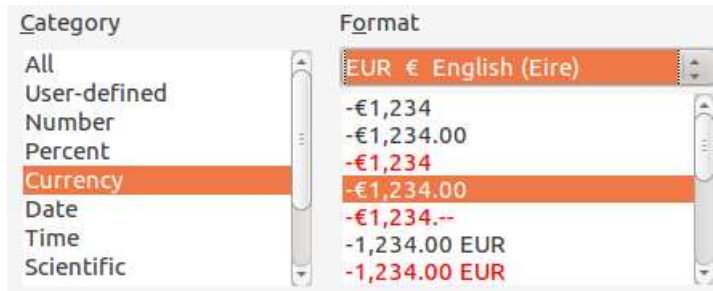 Category
All
User-defined
Number
Percent
Currency
Date
Time
Scientific
Format
EUR € English (Eire)
-€1,234
-€1,234.00
-€1,234
-€1,234.00
-€1,234.--
-1,234.00 EUR
-1,234.00 EUR